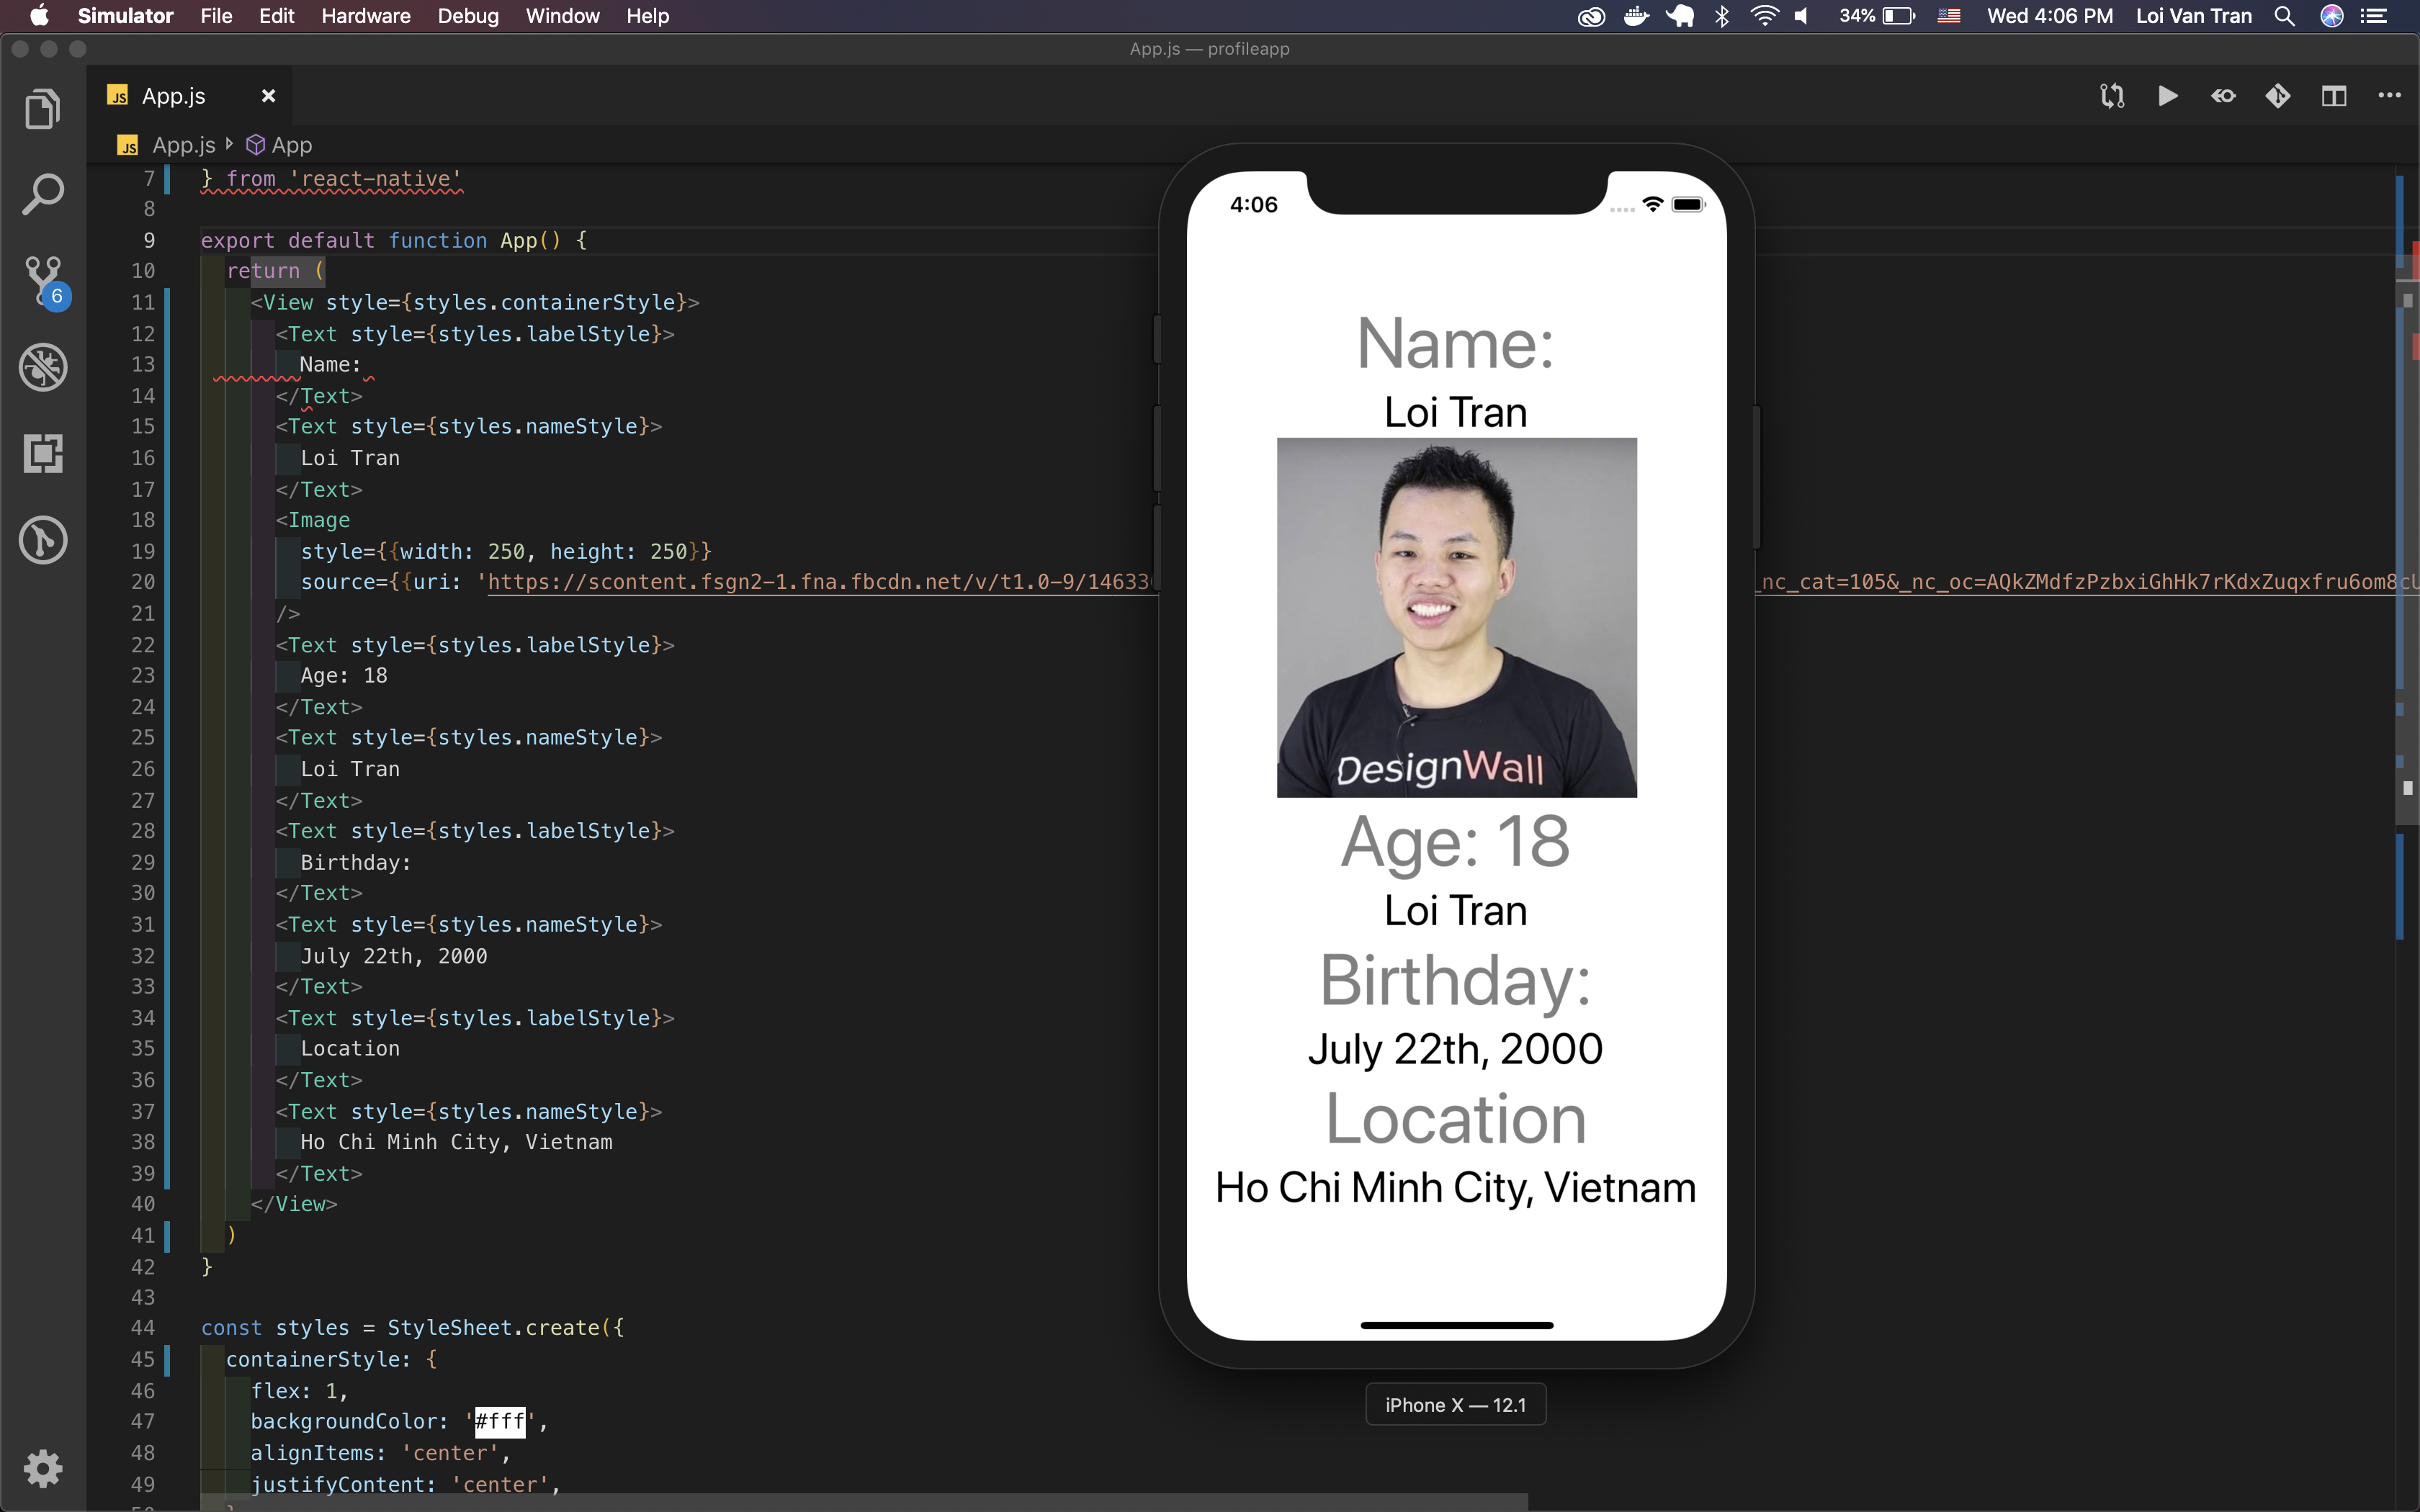 Simulator File Edit Hardware Debug Window Help 34% Wed 4:06 PM Loi Van Tran
App.js — profileapp
JS App.js
JS App.js App
6
7 } from 'react-native'
8
9 export default function App() {
10 return (
11 <View style={styles.containerStyle}>
12 <Text style={styles.labelStyle}>
13 Name:
14 </Text>
15 <Text style={styles.nameStyle}>
16 Loi Tran
17 </Text>
18 <Image
19 style={{width: 250, height: 250}}
20 source={{uri: 'https://scontent.fsgn2-1.fna.fbcdn.net/v/t1.0-9/14633 _nc_cat=105&_nc_oc=AQkZMdfzPzbxiGhHk7rKdxZuqxfru6om8cU
21 />
22 <Text style={styles.labelStyle}>
23 Age: 18
24 </Text>
25 <Text style={styles.nameStyle}>
26 Loi Tran
27 </Text>
28 <Text style={styles.labelStyle}>
29 Birthday:
30 </Text>
31 <Text style={styles.nameStyle}>
32 July 22th, 2000
33 </Text>
34 <Text style={styles.labelStyle}>
35 Location
36 </Text>
37 <Text style={styles.nameStyle}>
38 Ho Chi Minh City, Vietnam
39 </Text>
40 </View>
41 )
42 }
43
44 const styles = StyleSheet.create({
45 containerStyle: {
46 flex: 1,
47 backgroundColor: '#fff',
48 alignItems: 'center',
49 justifyContent: 'center',
4:06
Name:
Loi Tran
DesignWall
Age: 18
Loi Tran
Birthday:
July 22th, 2000
Location
Ho Chi Minh City, Vietnam
iPhone X — 12.1